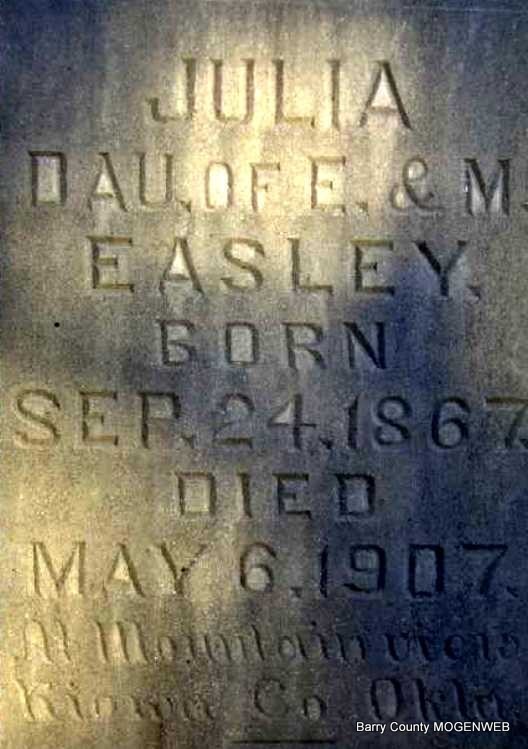 JULIA
DAU. OF E. & M.
EASLEY.
BORN
SEP. 24, 1867.
DIED
MAY 6, 1907.
At Mountain view
Kiowa Co Okla.
Barry County MOGENWEB